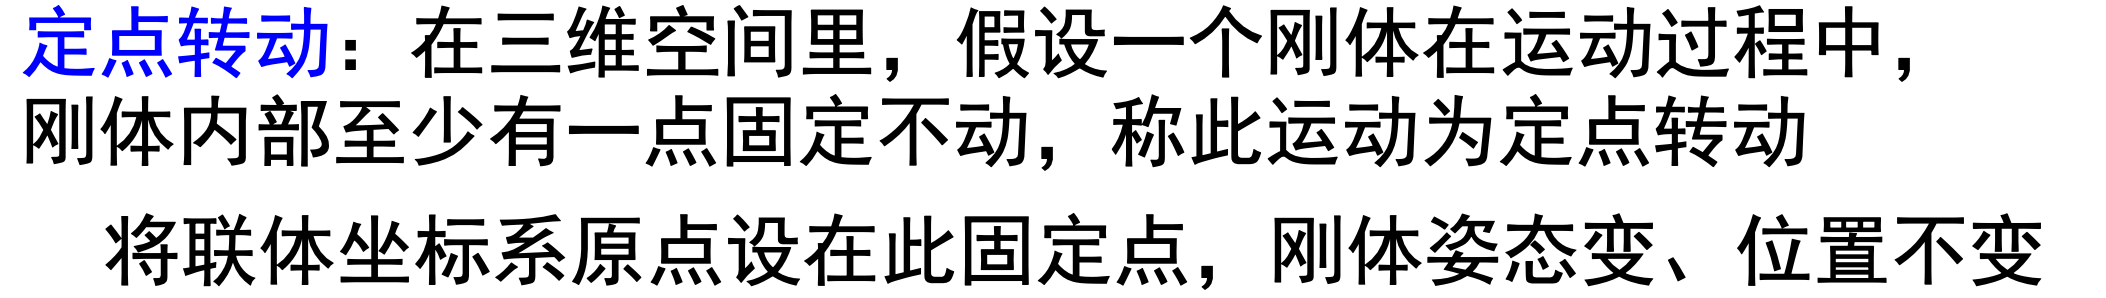 定点转动：在三维空间里，假设一个刚体在运动过程中，
刚体内部至少有一点固定不动，称此运动为定点转动
将联体坐标系原点设在此固定点，刚体姿态变、位置不变